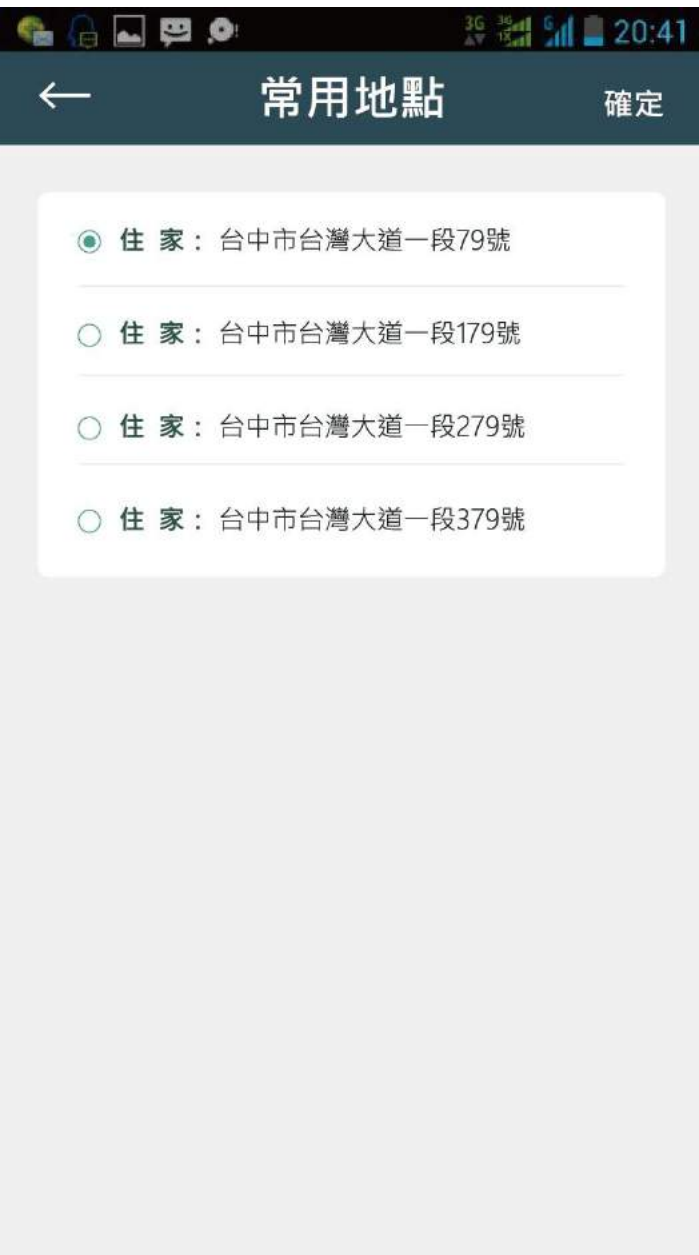 3G 3G 1X G 20:41
常用地點
確定
住 家： 台中市台灣大道一段79號
住 家： 台中市台灣大道一段179號
住 家： 台中市台灣大道一段279號
住 家： 台中市台灣大道一段379號